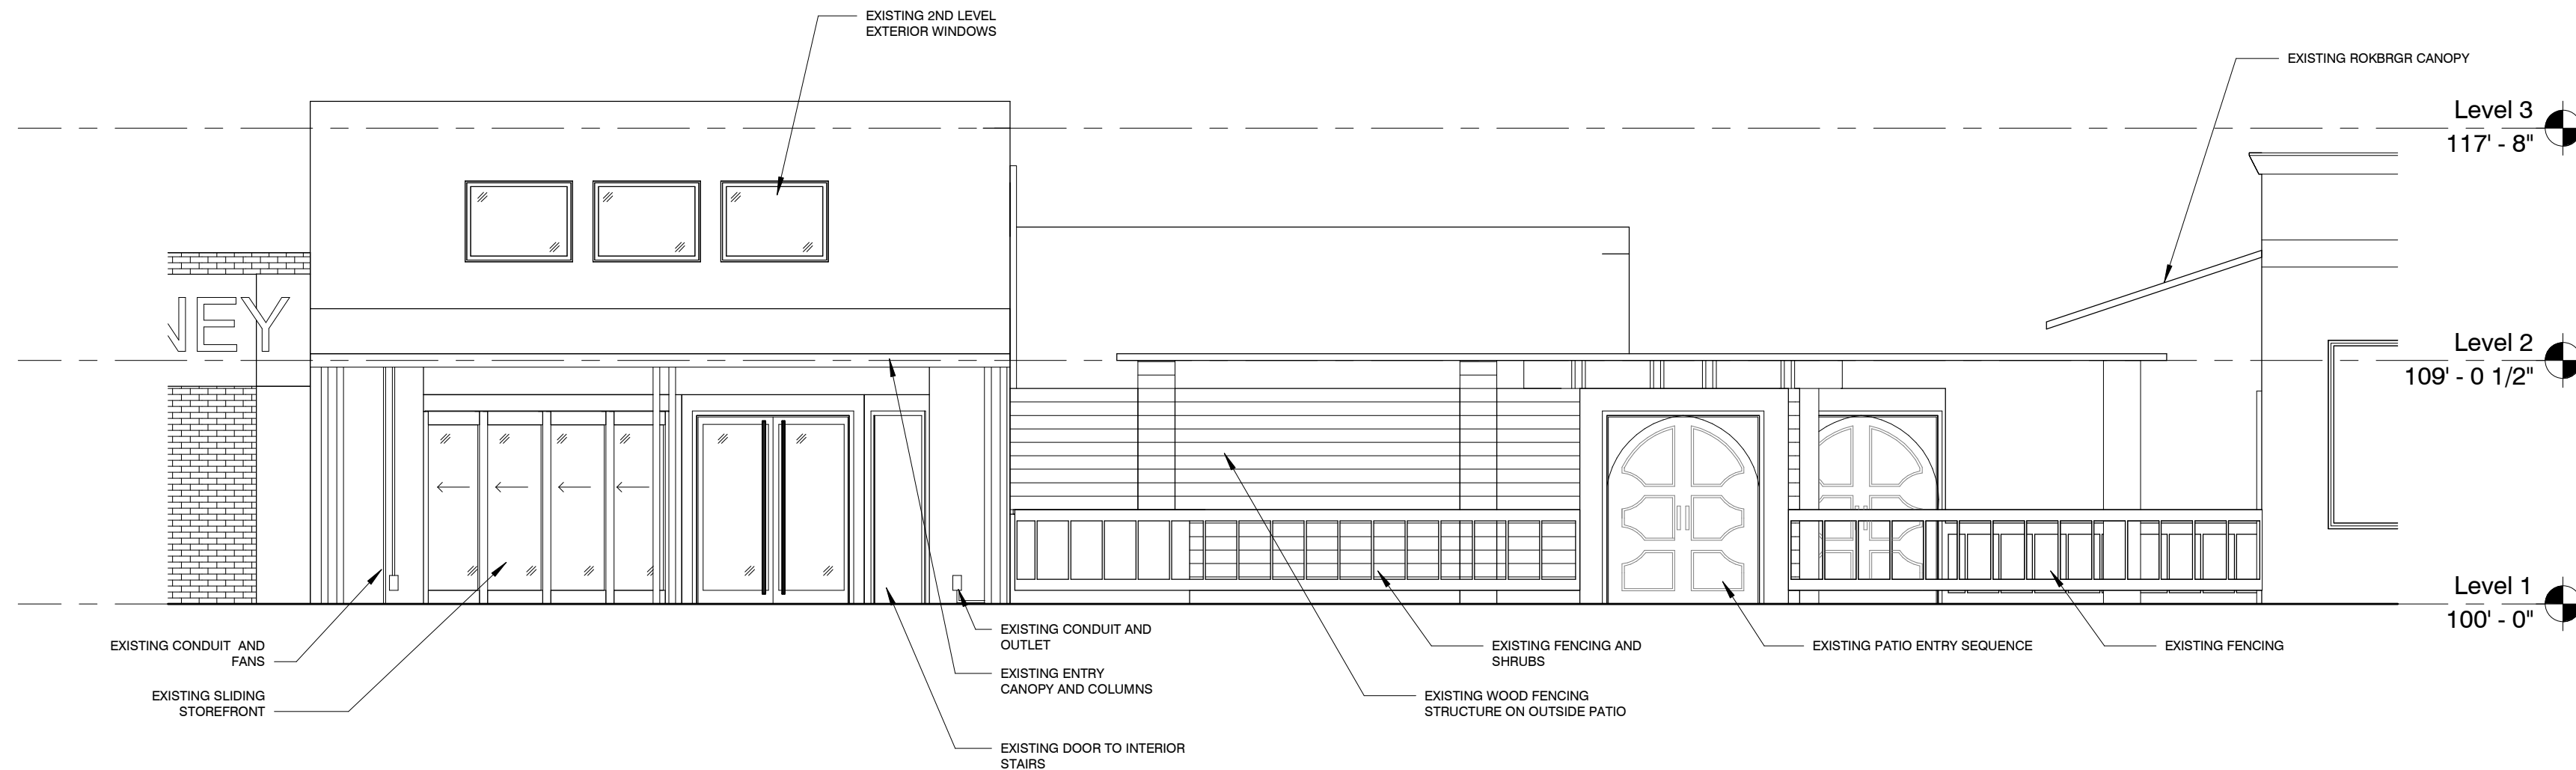 EXISTING 2ND LEVEL
EXTERIOR WINDOWS
EXISTING ROKBRGR CANOPY
Level 3
117' - 8"
NEY
Level 2
109' - 0 1/2"
Level 1
100' - 0"
EXISTING CONDUIT AND
FANS
EXISTING SLIDING
STOREFRONT
EXISTING CONDUIT AND
OUTLET
EXISTING ENTRY
CANOPY AND COLUMNS
EXISTING DOOR TO INTERIOR
STAIRS
EXISTING FENCING AND
SHRUBS
EXISTING WOOD FENCING
STRUCTURE ON OUTSIDE PATIO
EXISTING PATIO ENTRY SEQUENCE
EXISTING FENCING